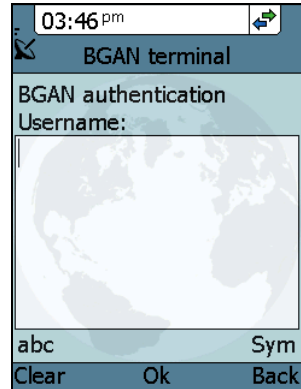 03:46 pm
BGAN terminal
BGAN authentication
Username:
abc Sym
Clear Ok Back